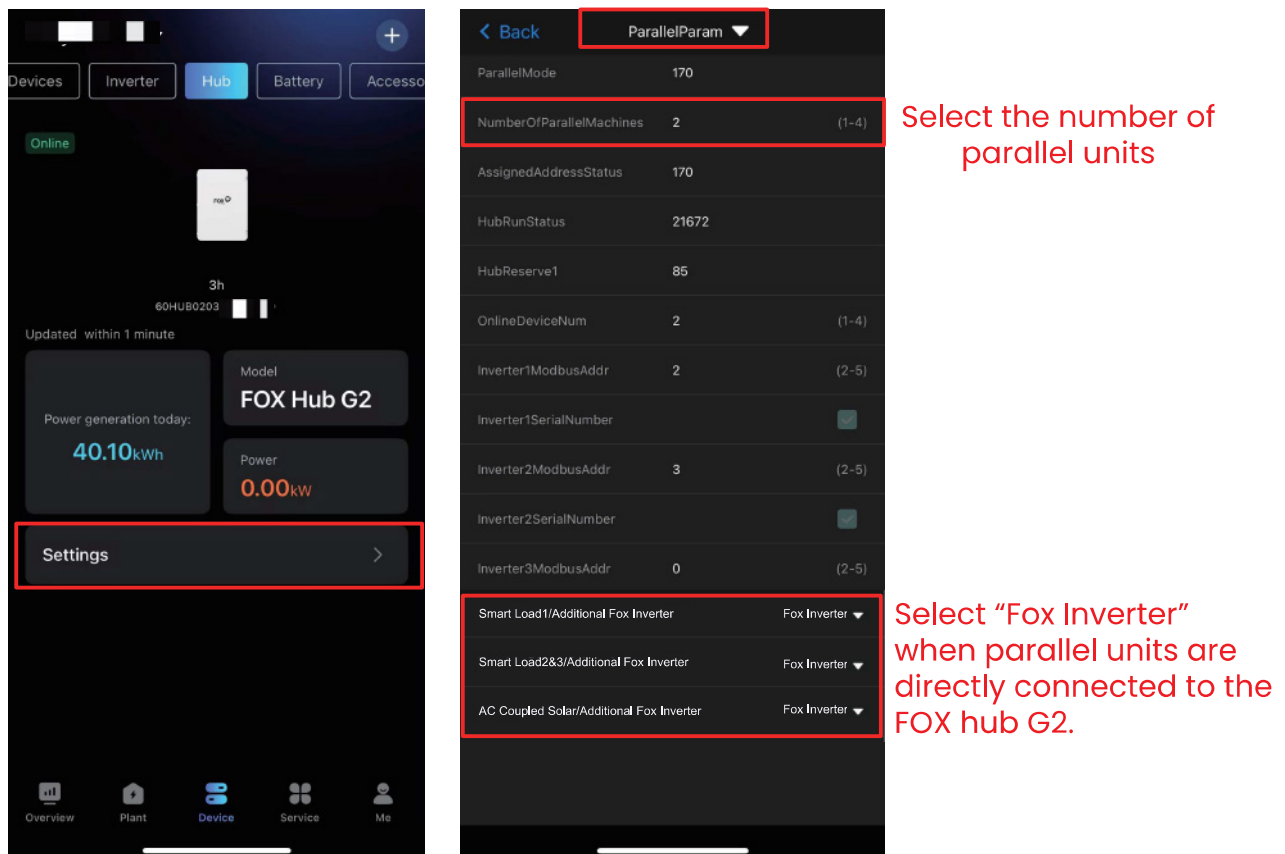 Devices
Inverter
Hub
Battery
Accesso
Online
FOX
3h
60HUB0203
Updated within 1 minute
Power generation today:
40.10kWh
Model
FOX Hub G2
Power
0.00kW
Settings
Overview
Plant
Device
Service
Me
Back
ParallelParam
ParallelMode 170
NumberOfParallelMachines 2 (1-4)
AssignedAddressStatus 170
HubRunStatus 21672
HubReserve1 85
OnlineDeviceNum 2 (1-4)
Inverter1ModbusAddr 2 (2-5)
Inverter1SerialNumber
Inverter2ModbusAddr 3 (2-5)
Inverter2SerialNumber
Inverter3ModbusAddr 0 (2-5)
Smart Load1/Additional Fox Inverter Fox Inverter
Smart Load2&3/Additional Fox Inverter Fox Inverter
AC Coupled Solar/Additional Fox Inverter Fox Inverter
Select the number of
parallel units
Select “Fox Inverter”
when parallel units are
directly connected to the
FOX hub G2.